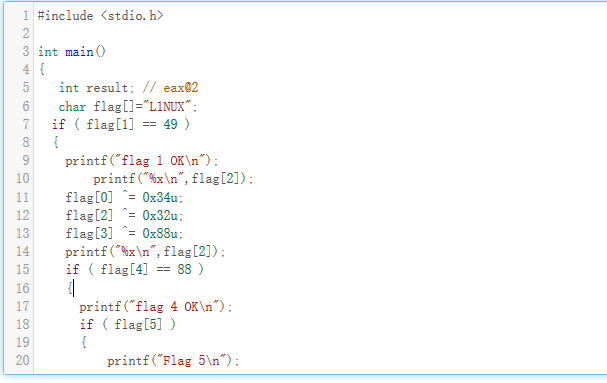 1 #include <stdio.h>
2
3 int main()
4 {
5 int result; // eax@2
6 char flag[]="L1NUX";
7 if ( flag[1] == 49 )
8 {
9 printf("flag 1 OK\n");
10 printf("%x\n",flag[2]);
11 flag[0] ^= 0x34u;
12 flag[2] ^= 0x32u;
13 flag[3] ^= 0x88u;
14 printf("%x\n",flag[2]);
15 if ( flag[4] == 88 )
16 {
17 printf("flag 4 OK\n");
18 if ( flag[5] )
19 {
20 printf("Flag 5\n");